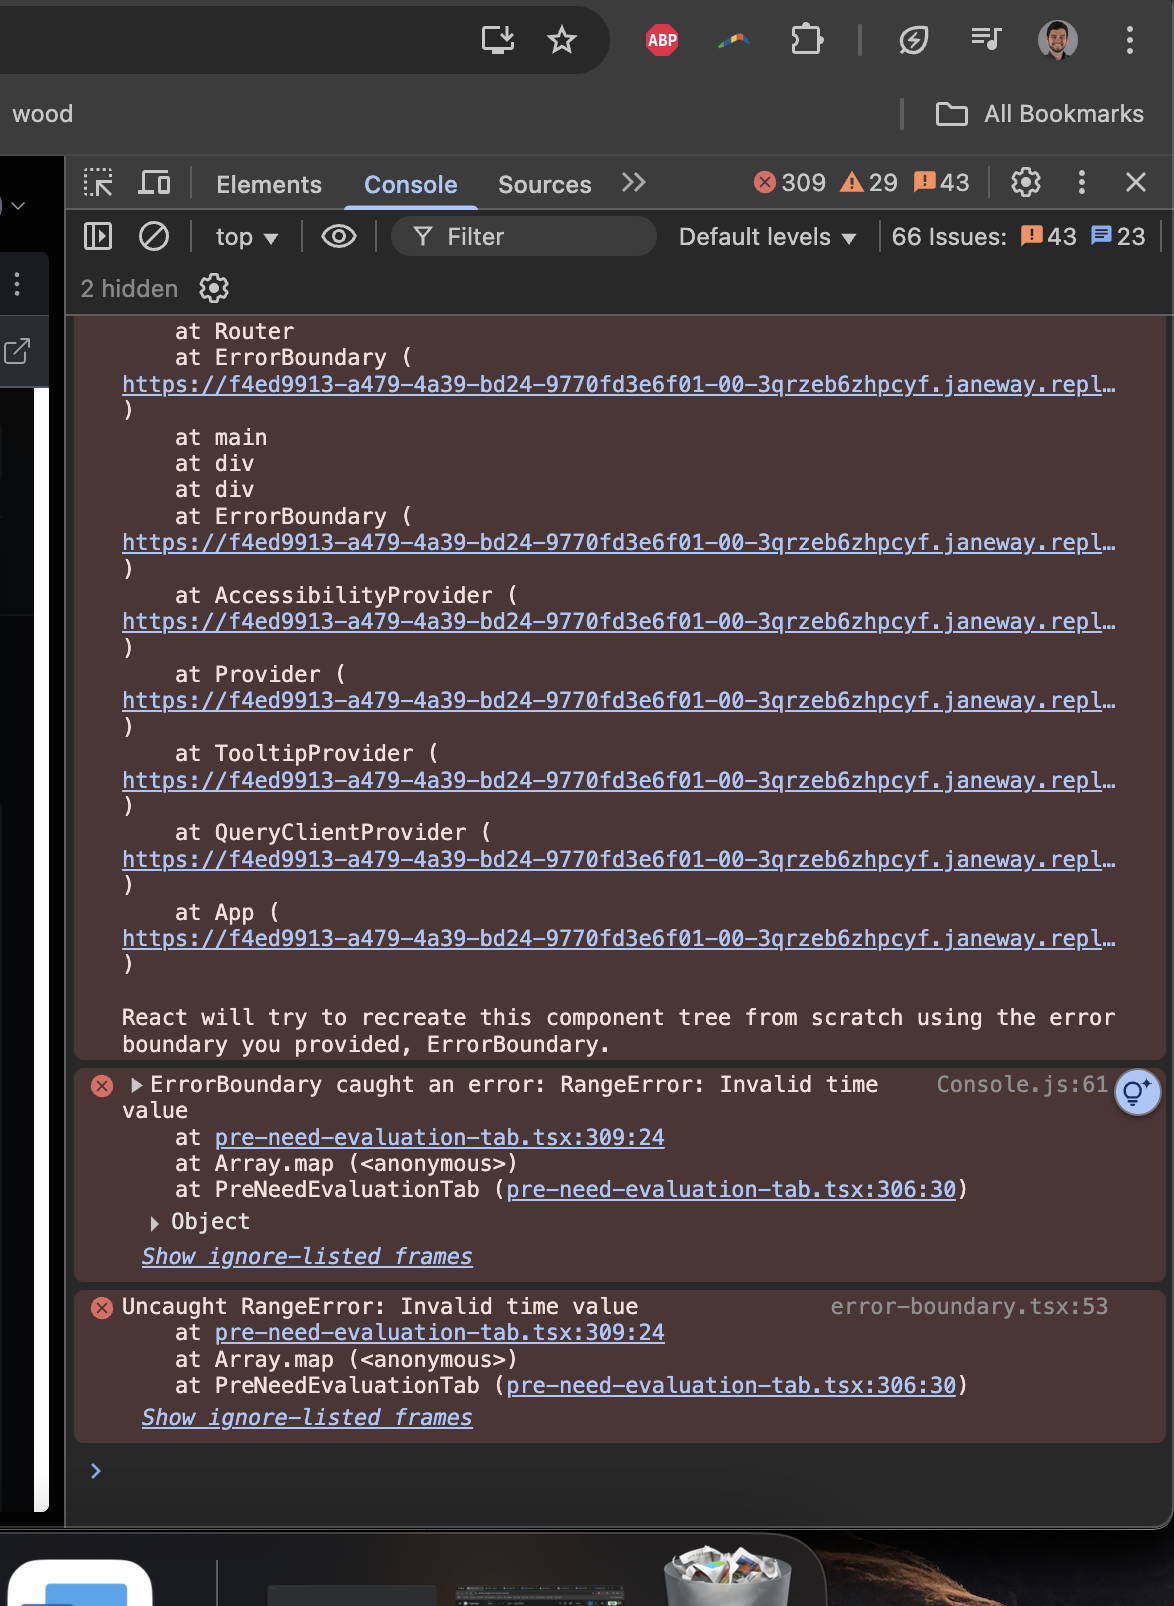 ABP
wood
All Bookmarks
Elements Console Sources 309 29 43
top Filter Default levels 66 Issues: 43 23
2 hidden
at Router
at ErrorBoundary (
https://f4ed9913-a479-4a39-bd24-9770fd3e6f01-00-3qrzeb6zhpcyf.janeway.repl…
)
at main
at div
at div
at ErrorBoundary (
https://f4ed9913-a479-4a39-bd24-9770fd3e6f01-00-3qrzeb6zhpcyf.janeway.repl…
)
at AccessibilityProvider (
https://f4ed9913-a479-4a39-bd24-9770fd3e6f01-00-3qrzeb6zhpcyf.janeway.repl…
)
at Provider (
https://f4ed9913-a479-4a39-bd24-9770fd3e6f01-00-3qrzeb6zhpcyf.janeway.repl…
)
at TooltipProvider (
https://f4ed9913-a479-4a39-bd24-9770fd3e6f01-00-3qrzeb6zhpcyf.janeway.repl…
)
at QueryClientProvider (
https://f4ed9913-a479-4a39-bd24-9770fd3e6f01-00-3qrzeb6zhpcyf.janeway.repl…
)
at App (
https://f4ed9913-a479-4a39-bd24-9770fd3e6f01-00-3qrzeb6zhpcyf.janeway.repl…
)
React will try to recreate this component tree from scratch using the error
boundary you provided, ErrorBoundary.
ErrorBoundary caught an error: RangeError: Invalid time Console.js:61
value
at pre-need-evaluation-tab.tsx:309:24
at Array.map (<anonymous>)
at PreNeedEvaluationTab (pre-need-evaluation-tab.tsx:306:30)
Object
Show ignore-listed frames
Uncaught RangeError: Invalid time value error-boundary.tsx:53
at pre-need-evaluation-tab.tsx:309:24
at Array.map (<anonymous>)
at PreNeedEvaluationTab (pre-need-evaluation-tab.tsx:306:30)
Show ignore-listed frames